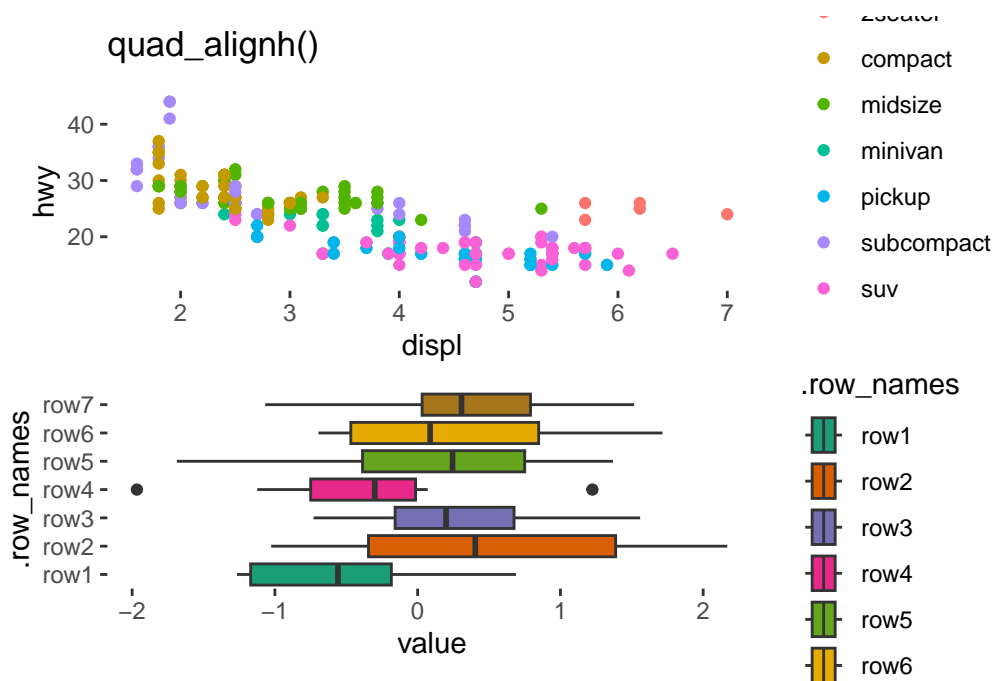 quad_alignh()
2seater
compact
midsize
minivan
pickup
subcompact
suv
hwy
40
30
20
2 3 4 5 6 7
displ
.row_names
row7
row6
row5
row4
row3
row2
row1
−2 −1 0 1 2
value
.row_names
row1
row2
row3
row4
row5
row6